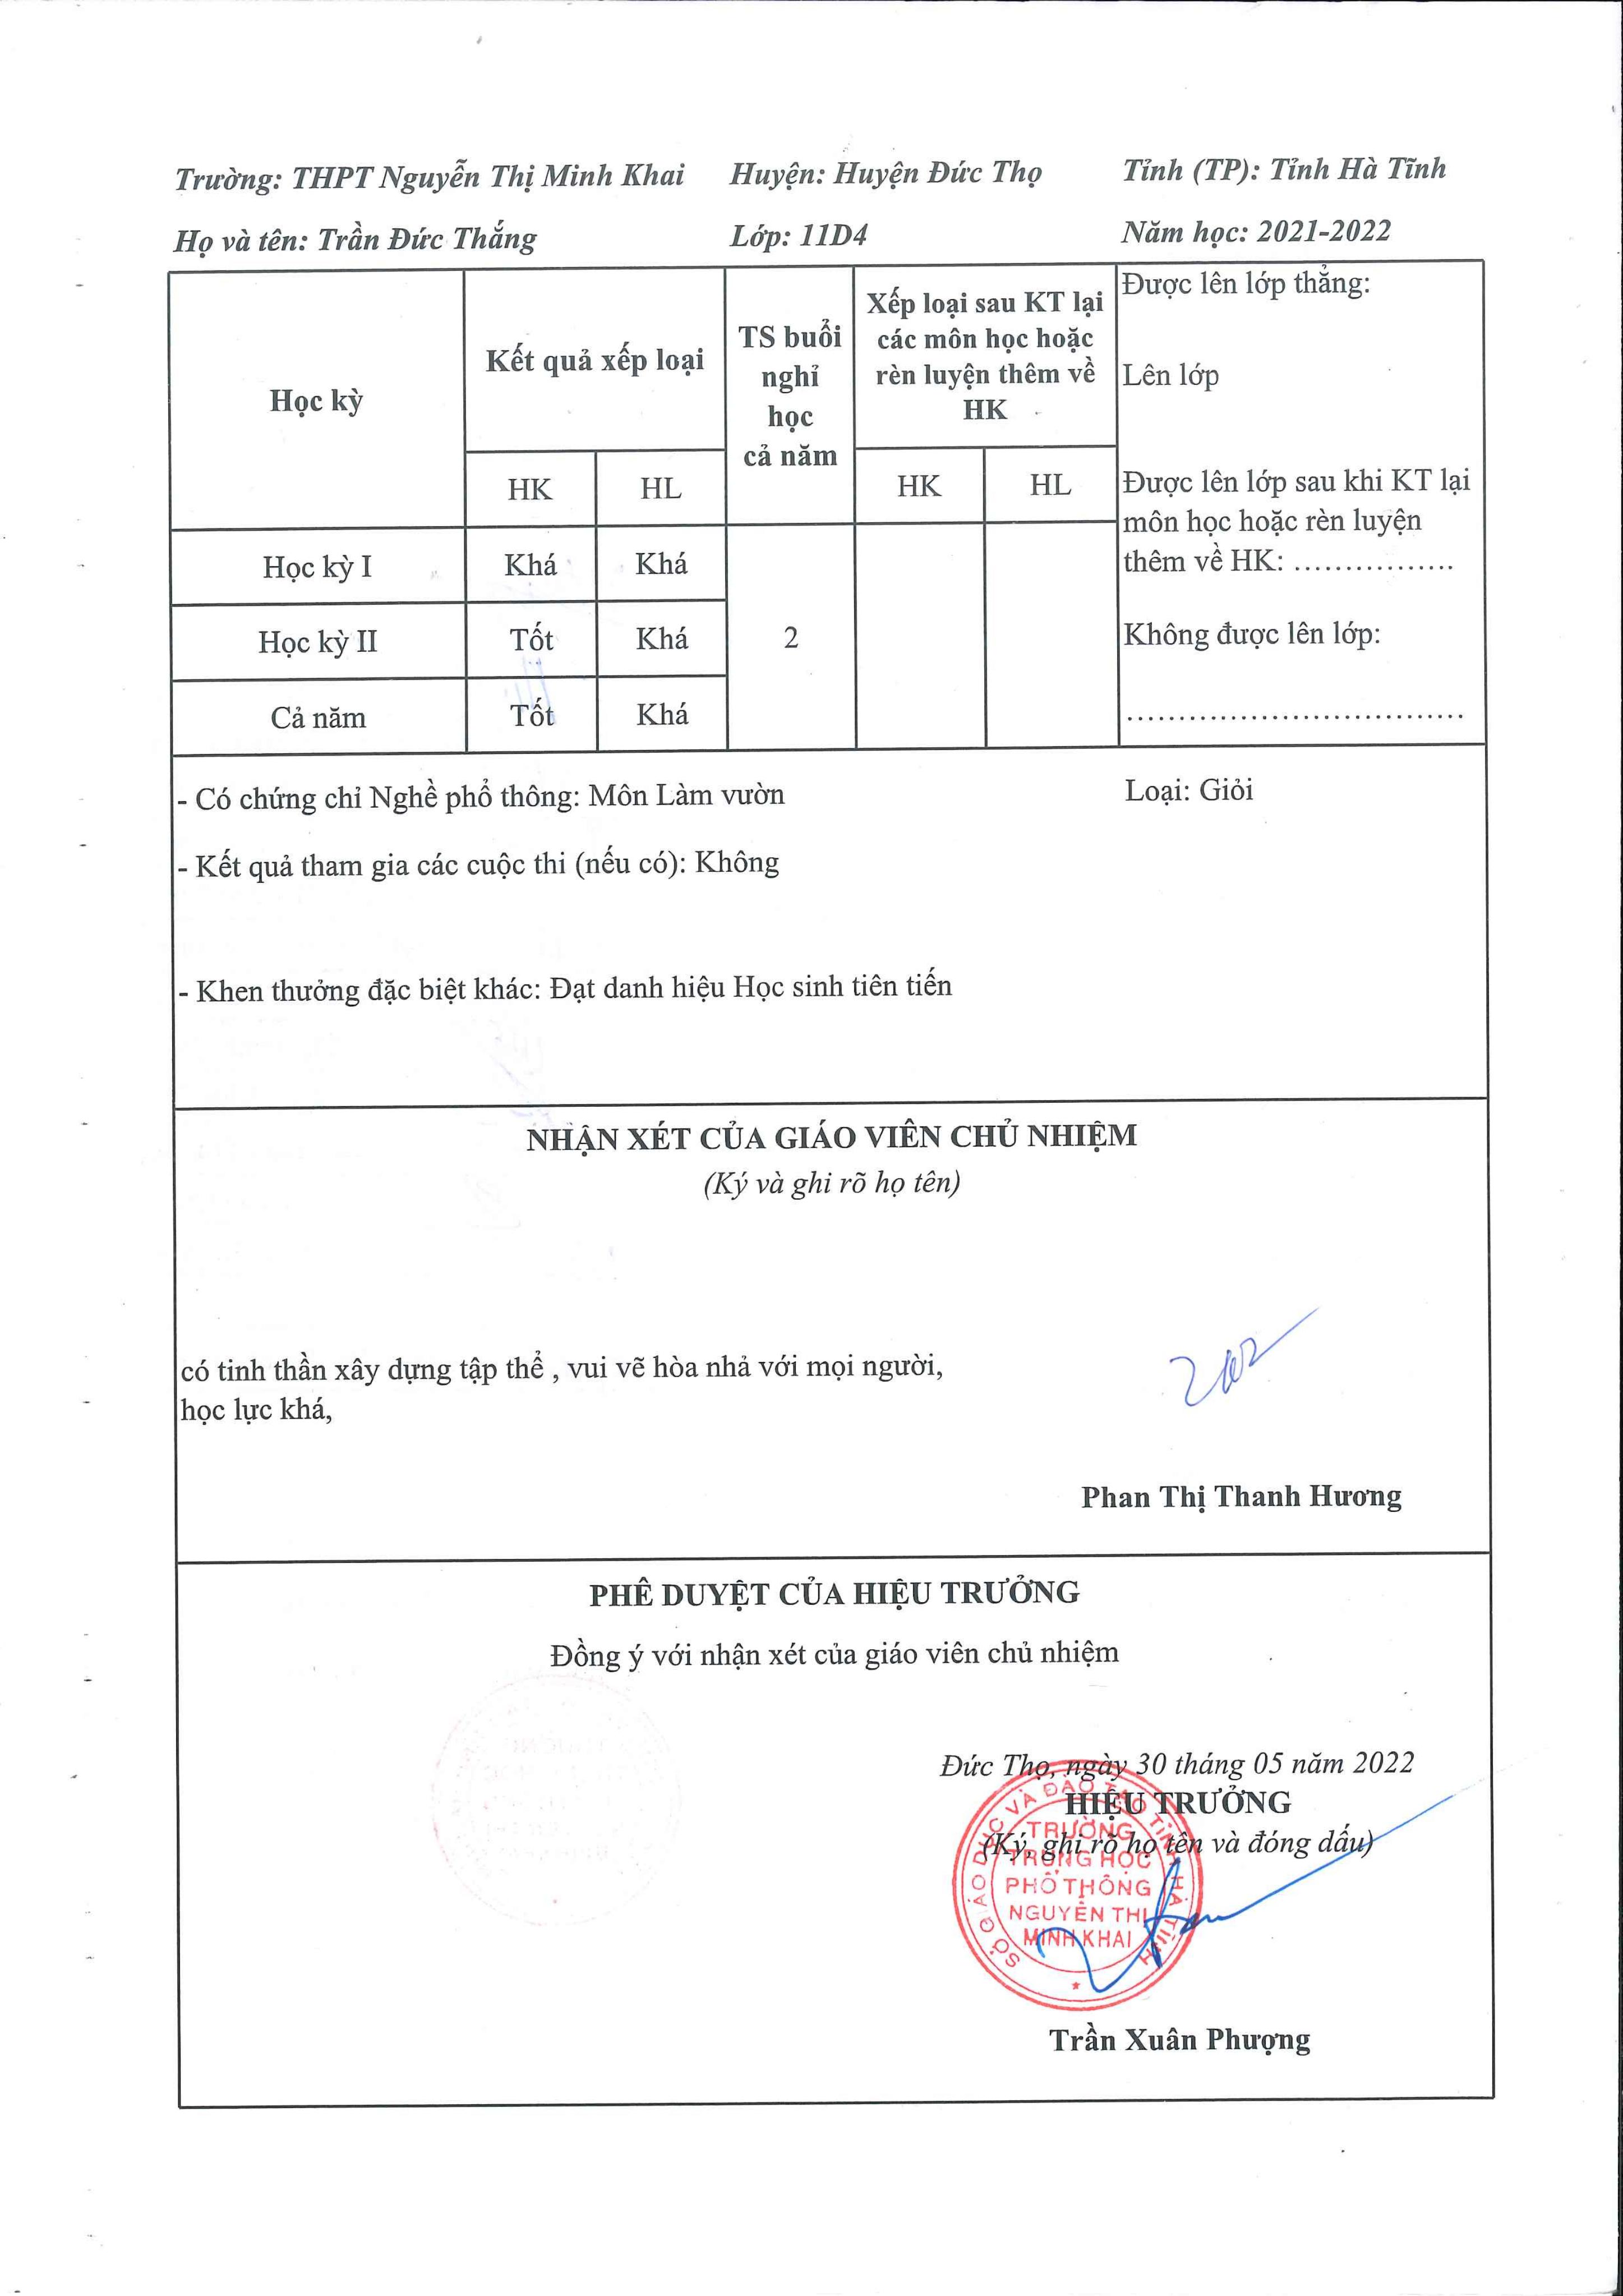 Trường: THPT Nguyễn Thị Minh Khai Huyện: Huyện Đức Thọ Tỉnh (TP): Tỉnh Hà Tĩnh
Họ và tên: Trần Đức Thắng Lớp: 11D4 Năm học: 2021-2022
Học kỳ
Kết quả xếp loại
TS buổi
nghỉ
học
cả năm
Xếp loại sau KT lại
các môn học hoặc
rèn luyện thêm về
HK
HK HL HK HL
Học kỳ I Khá Khá
Học kỳ II Tốt Khá 2
Cả năm Tốt Khá
Được lên lớp thẳng:
Lên lớp
Được lên lớp sau khi KT lại
môn học hoặc rèn luyện
thêm về HK: ................
Không được lên lớp:
.................................
- Có chứng chỉ Nghề phổ thông: Môn Làm vườn Loại: Giỏi
- Kết quả tham gia các cuộc thi (nếu có): Không
- Khen thưởng đặc biệt khác: Đạt danh hiệu Học sinh tiên tiến
NHẬN XÉT CỦA GIÁO VIÊN CHỦ NHIỆM
(Ký và ghi rõ họ tên)
có tinh thần xây dựng tập thể , vui vẽ hòa nhả với mọi người,
học lực khá,
Phan Thị Thanh Hương
PHÊ DUYỆT CỦA HIỆU TRƯỞNG
Đồng ý với nhận xét của giáo viên chủ nhiệm
Đức Thọ, ngày 30 tháng 05 năm 2022
HIỆU TRƯỞNG
(Ký, ghi rõ họ tên và đóng dấu)
SỞ GIÁO DỤC VÀ ĐÀO TẠO TỈNH HÀ TĨNH
TRƯỜNG
TRUNG HỌC
PHỔ THÔNG
NGUYỄN THỊ
MINH KHAI
Trần Xuân Phượng